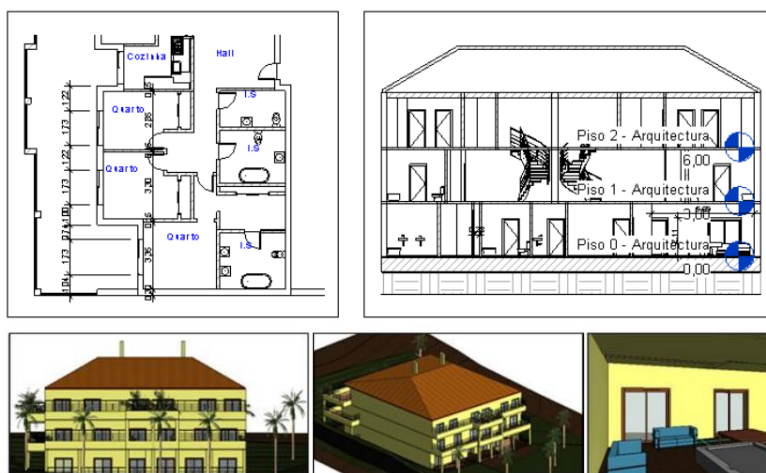 Cozinha
Hall
I.S
Quarto
I.S
Quarto
Quarto
I.S
122
173
122
173
173
Piso 2 - Arquitectura
6,00
Piso 1 - Arquitectura
3,00
Piso 0 - Arquitectura
0,00